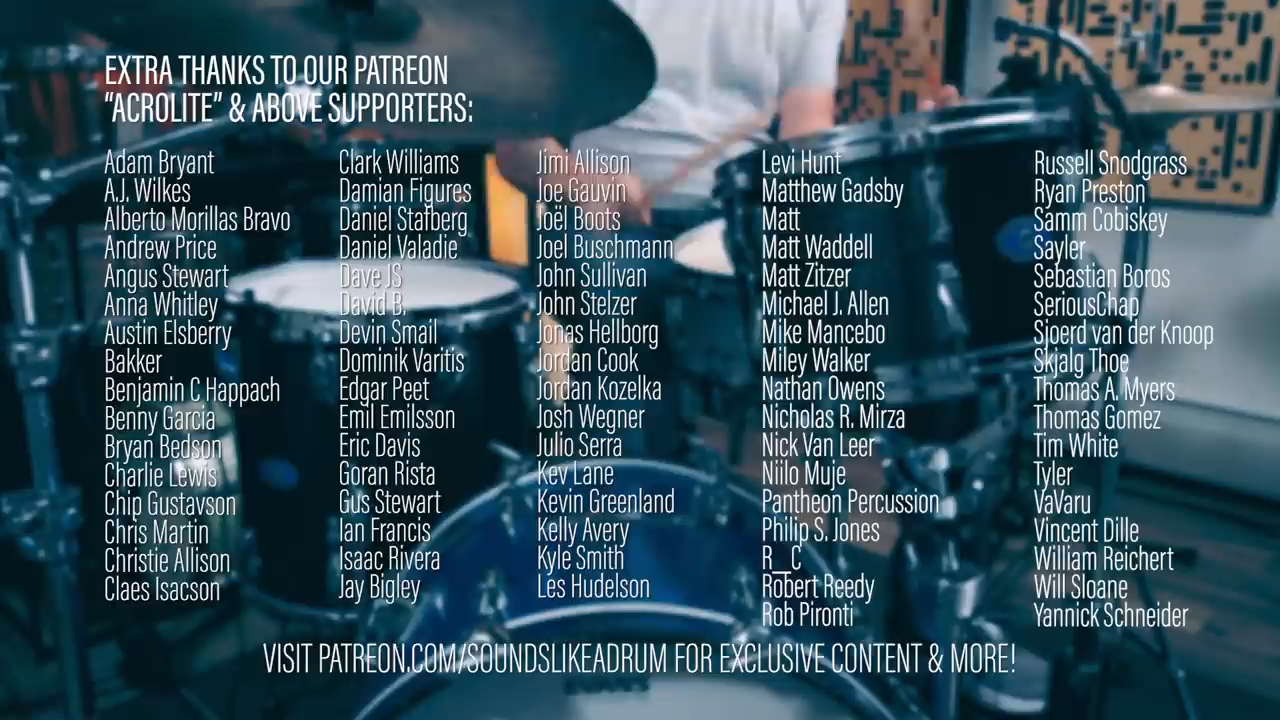 EXTRA THANKS TO OUR PATREON
“ACROLITE” & ABOVE SUPPORTERS:
Adam Bryant
A.J. Wilkes
Alberto Morillas Bravo
Andrew Price
Angus Stewart
Anna Whitley
Austin Elsberry
Bakker
Benjamin C Happach
Benny Garcia
Bryan Bedson
Charlie Lewis
Chip Gustavson
Chris Martin
Christie Allison
Claes Isacson
Clark Williams
Damian Figures
Daniel Statberg
Daniel Valadie
Dave JS
David B.
Devin Smail
Dominik Varitis
Edgar Peet
Emil Emilsson
Eric Davis
Goran Rista
Gus Stewart
Ian Francis
Isaac Rivera
Jay Bigley
Jimi Allison
Joe Gauvin
Joël Boots
Joel Buschmann
John Sullivan
John Stelzer
Jonas Hellborg
Jordan Cook
Jordan Kozelka
Josh Wegner
Julio Serra
Kev Lane
Kevin Greenland
Kelly Avery
Kyle Smith
Les Hudelson
Levi Hunt
Matthew Gadsby
Matt
Matt Waddell
Matt Zitzer
Michael J. Allen
Mike Mancebo
Miley Walker
Nathan Owens
Nicholas R. Mirza
Nick Van Leer
Niilo Muje
Pantheon Percussion
Philip S. Jones
R__C
Robert Reedy
Rob Pironti
Russell Snodgrass
Ryan Preston
Samm Cobiskey
Sayler
Sebastian Boros
SeriousChap
Sjoerd van der Knoop
Skjalg Thoe
Thomas A. Myers
Thomas Gomez
Tim White
Tyler
VaVaru
Vincent Dille
William Reichert
Will Sloane
Yannick Schneider
VISIT PATREON.COM/SOUNDSLIKEADRUM FOR EXCLUSIVE CONTENT & MORE!